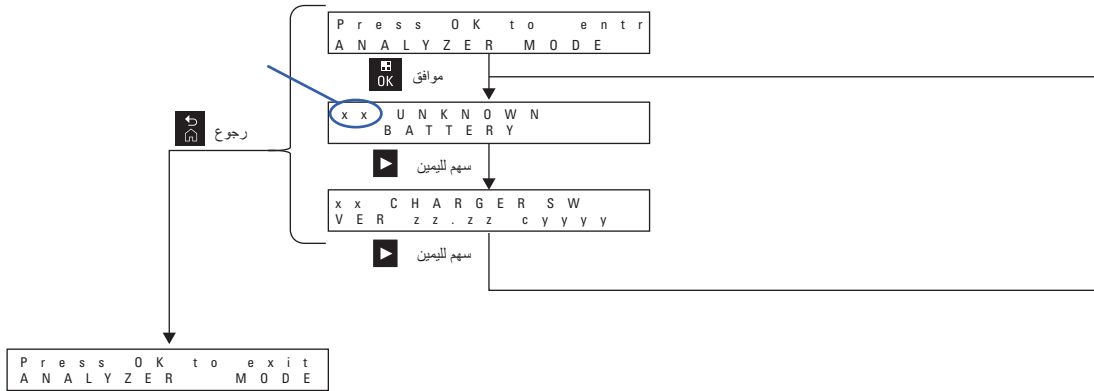 Press OK to entr
ANALYZER MODE
OK موافق
xx UNKNOWN
BATTERY
رجوع
سهم لليمين
xx CHARGER SW
VER zz.zz cyyyy
سهم لليمين
Press OK to exit
ANALYZER MODE